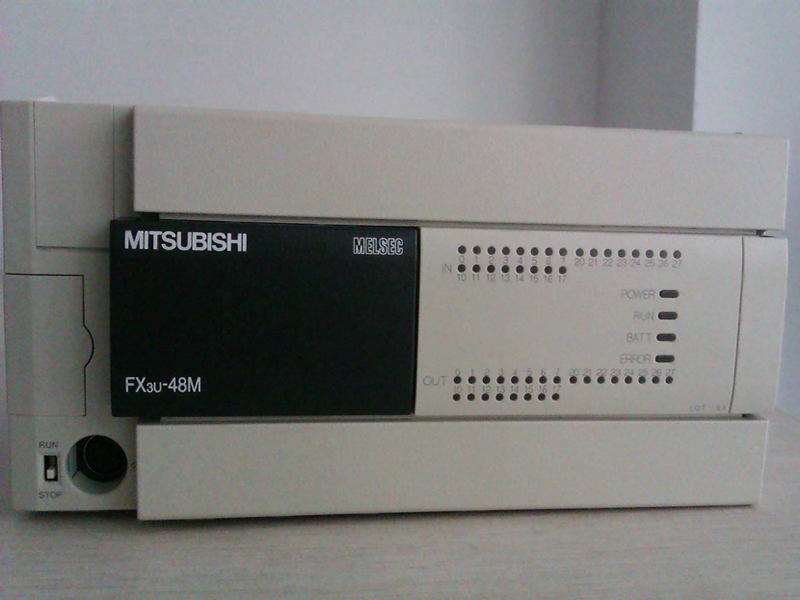 MITSUBISHI MELSEC
FX3U-48M
0 1 2 3 4 5 6 7 20 21 22 23 24 25 26 27
IN
10 11 12 13 14 15 16 17
POWER
RUN
BATT
ERROR
0 1 2 3 4 5 6 7 20 21 22 23 24 25 26 27
OUT
10 11 12 13 14 15 16 17
LOT
RUN
STOP